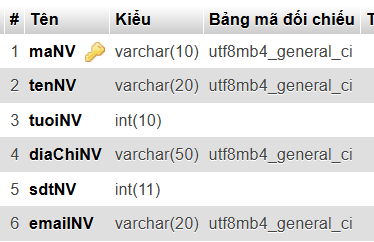 # Tên Kiểu Bảng mã đối chiếu T
1 maNV varchar(10) utf8mb4_general_ci
2 tenNV varchar(20) utf8mb4_general_ci
3 tuoiNV int(10)
4 diaChiNV varchar(50) utf8mb4_general_ci
5 sdtNV int(11)
6 emailNV varchar(20) utf8mb4_general_ci